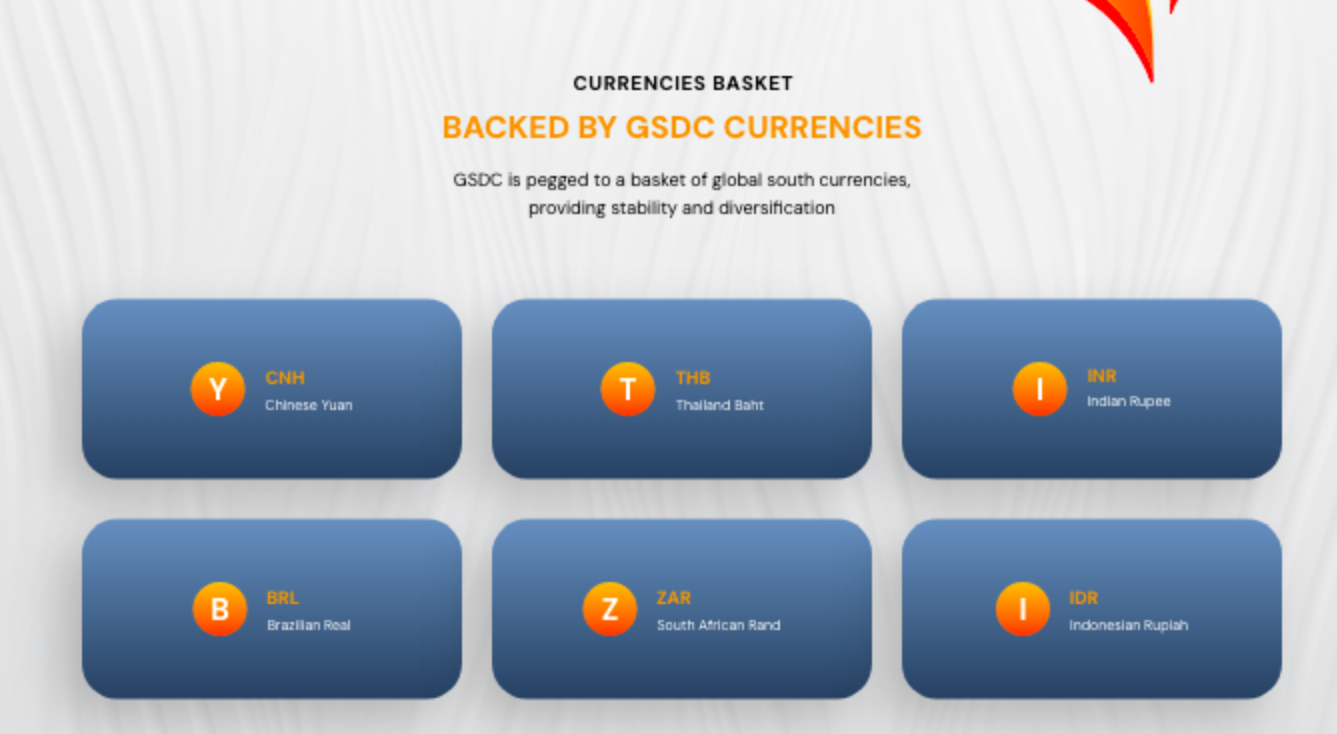 CURRENCIES BASKET
BACKED BY GSDC CURRENCIES
GSDC is pegged to a basket of global south currencies,
providing stability and diversification
Y
CNH
Chinese Yuan
T
THB
Thailand Baht
I
INR
Indian Rupee
B
BRL
Brazilian Real
Z
ZAR
South African Rand
I
IDR
Indonesian Rupiah